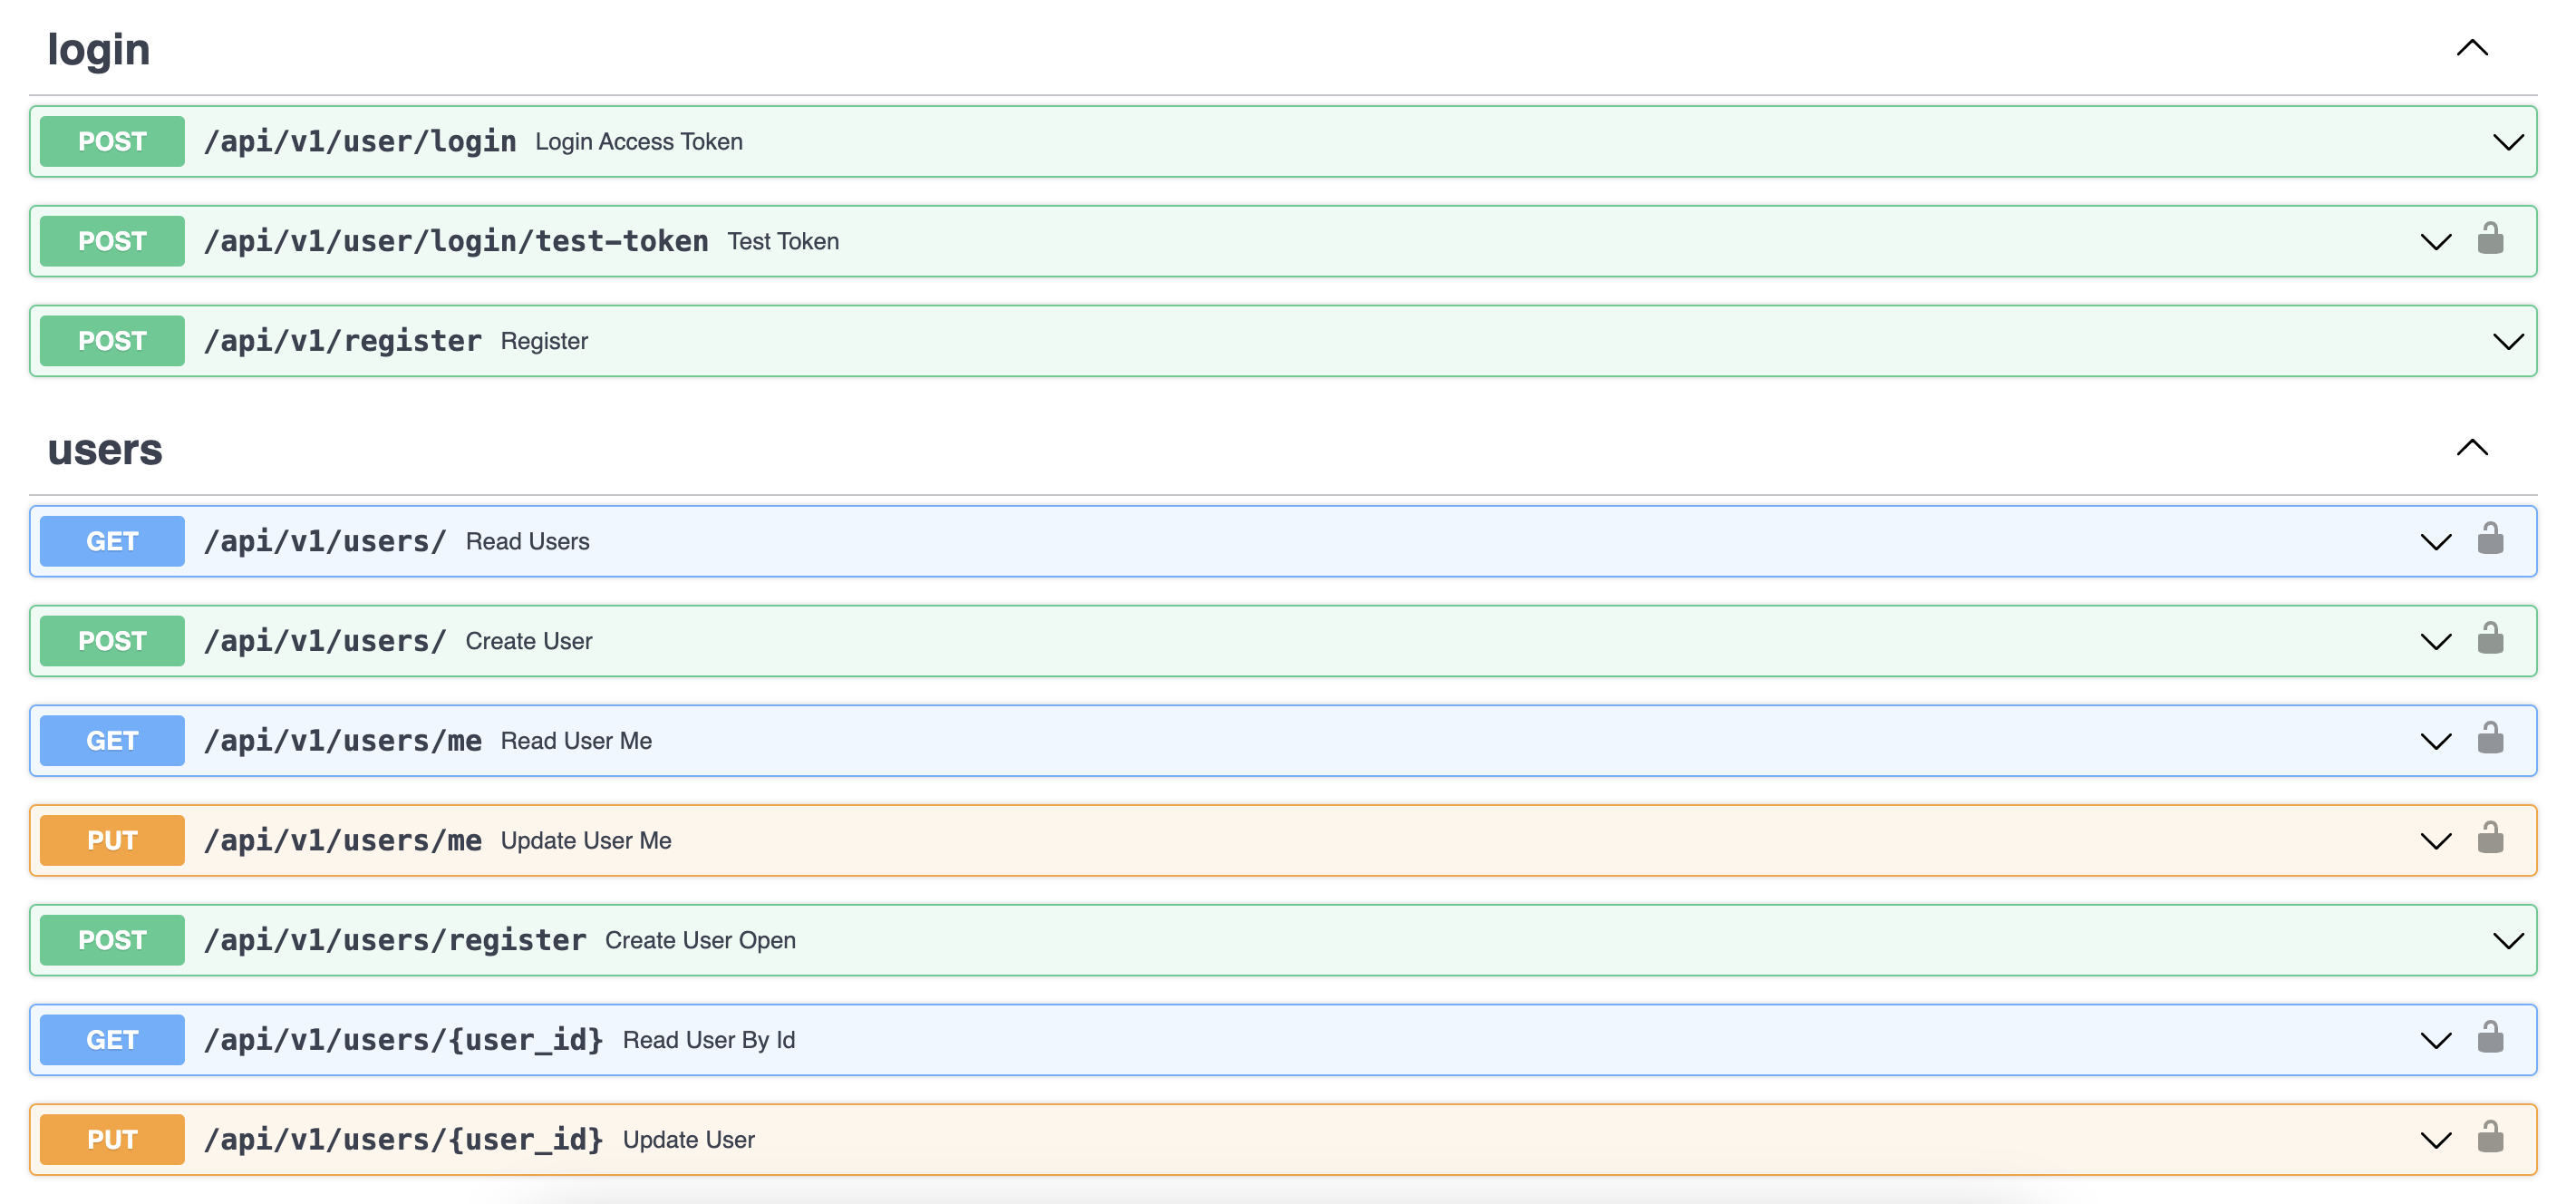 login
POST /api/v1/user/login Login Access Token
POST /api/v1/user/login/test-token Test Token
POST /api/v1/register Register
users
GET /api/v1/users/ Read Users
POST /api/v1/users/ Create User
GET /api/v1/users/me Read User Me
PUT /api/v1/users/me Update User Me
POST /api/v1/users/register Create User Open
GET /api/v1/users/{user_id} Read User By Id
PUT /api/v1/users/{user_id} Update User